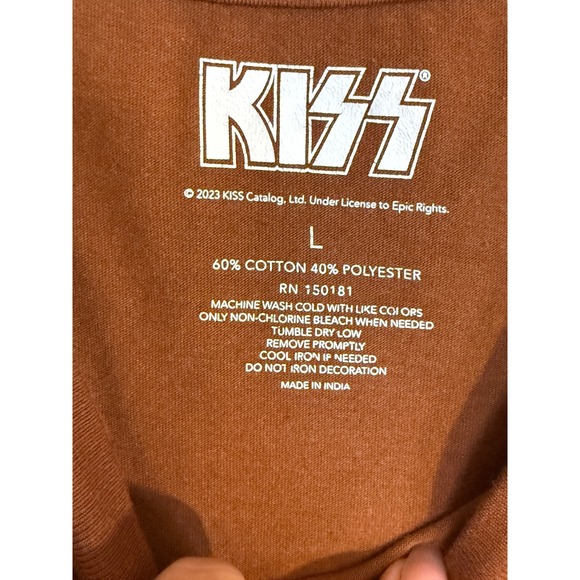 KISS®
© 2023 KISS Catalog, Ltd. Under License to Epic Rights.
L
60% COTTON 40% POLYESTER
RN 150181
MACHINE WASH COLD WITH LIKE COLORS
ONLY NON-CHLORINE BLEACH WHEN NEEDED
TUMBLE DRY LOW
REMOVE PROMPTLY
COOL IRON IF NEEDED
DO NOT IRON DECORATION
MADE IN INDIA